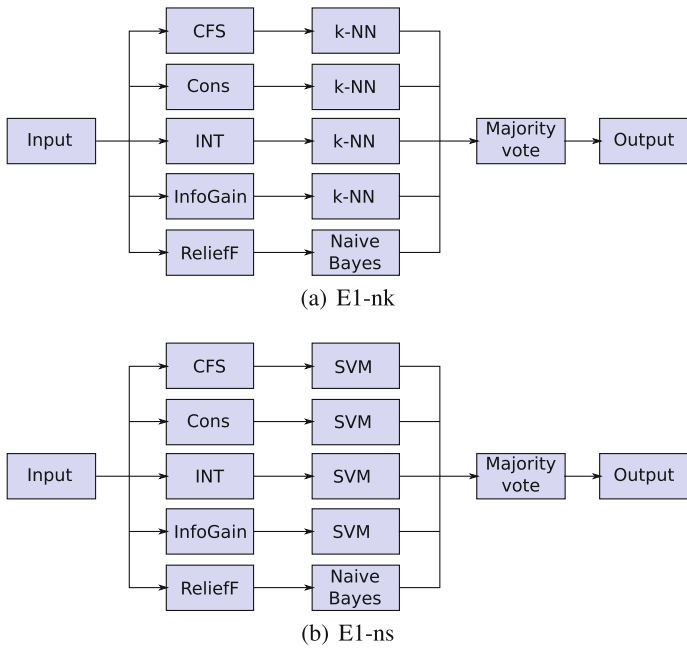 CFS
k-NN
Cons
k-NN
Input
INT
k-NN
Majority
vote
Output
InfoGain
k-NN
ReliefF
Naive
Bayes
(a) E1-nk
CFS
SVM
Cons
SVM
Input
INT
SVM
Majority
vote
Output
InfoGain
SVM
ReliefF
Naive
Bayes
(b) E1-ns